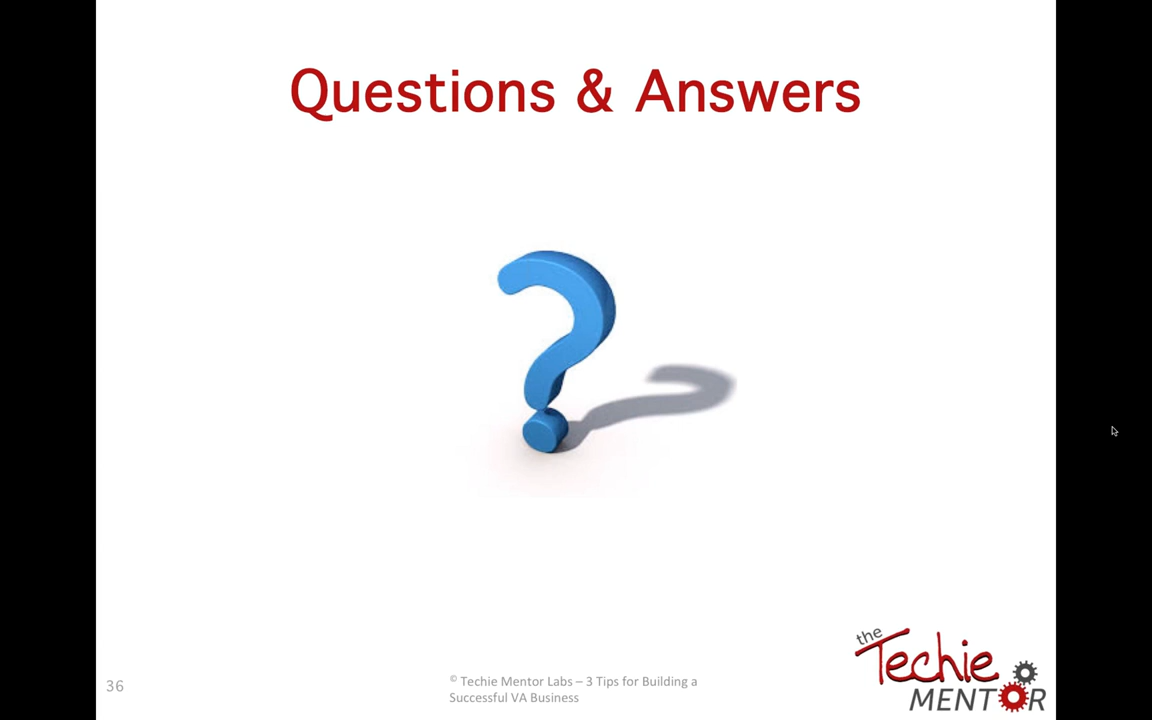 Questions & Answers
36
© Techie Mentor Labs – 3 Tips for Building a
Successful VA Business
the
Techie
MENTOR